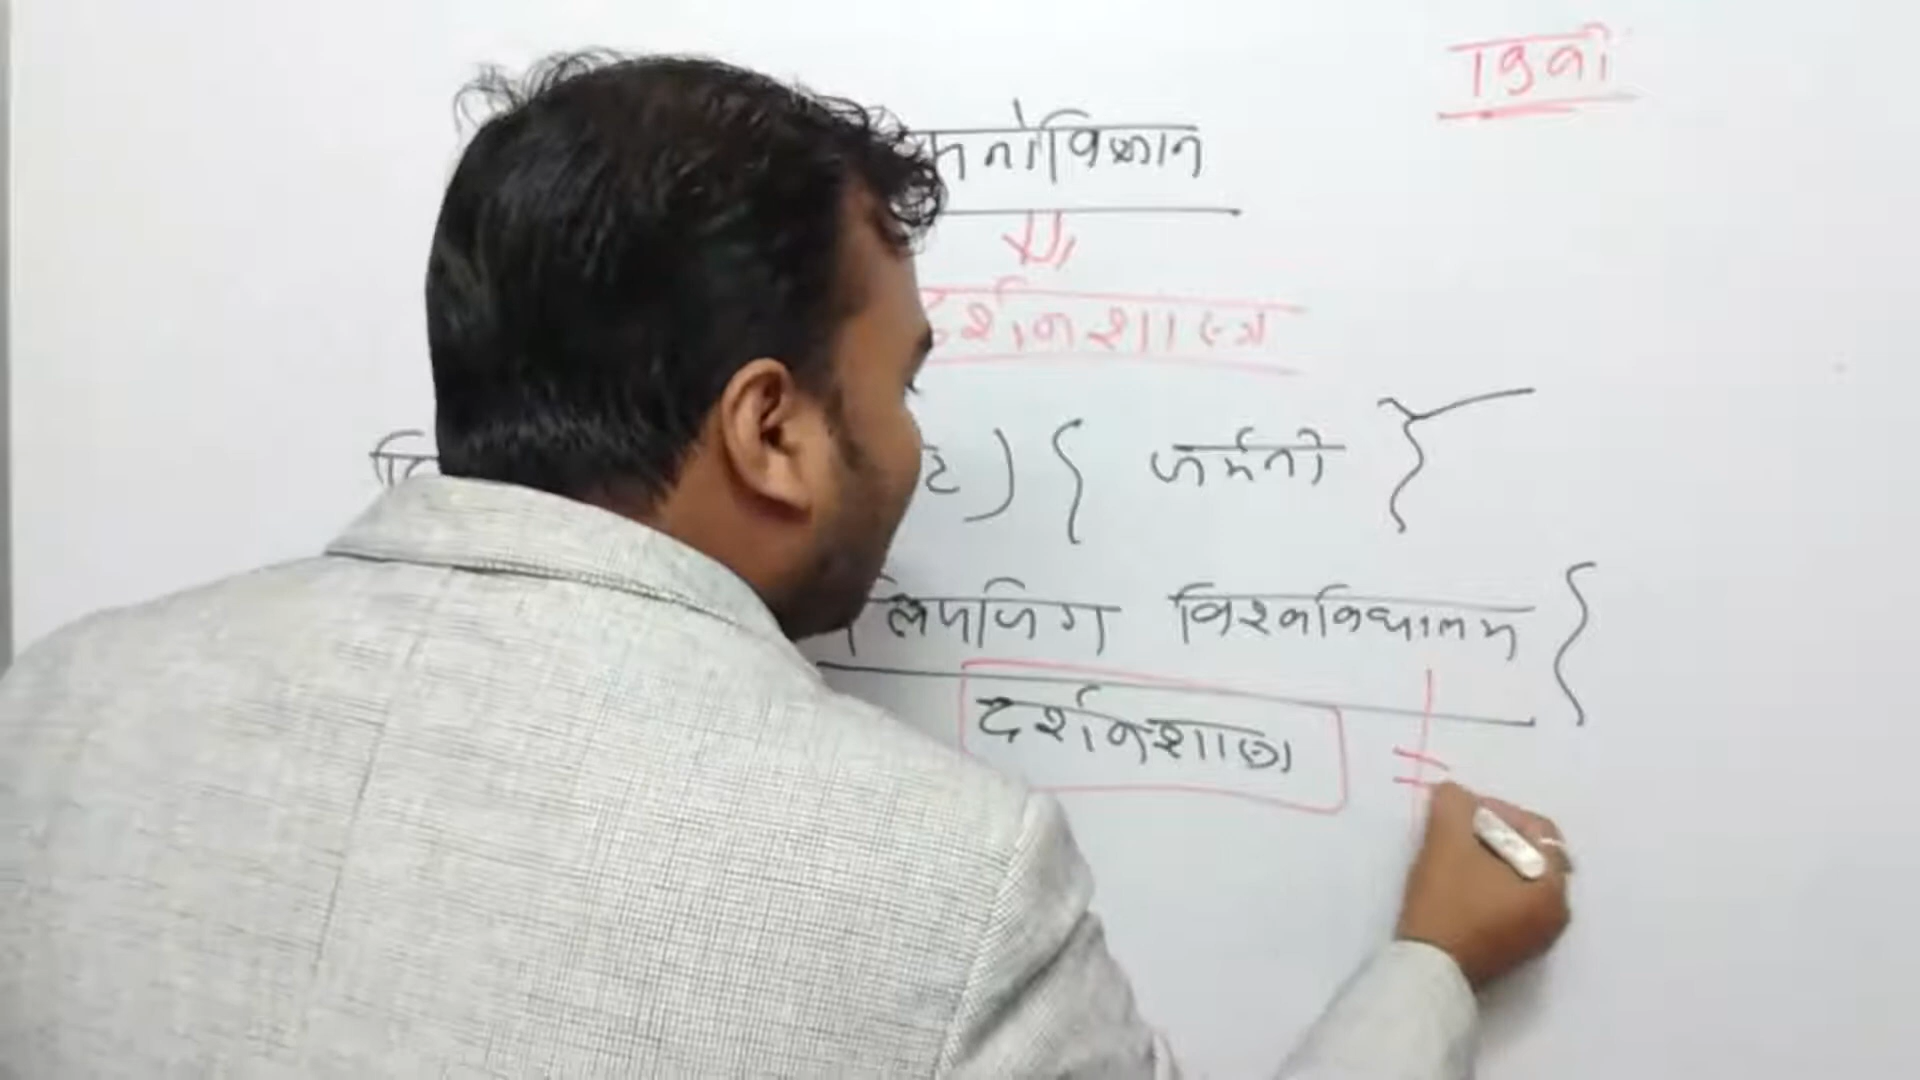 19वी
मनोविज्ञान
दर्शनशास्त्र
) { जर्मनी }
लिपजिग विश्वविद्यालय }
दर्शनशास्त्र